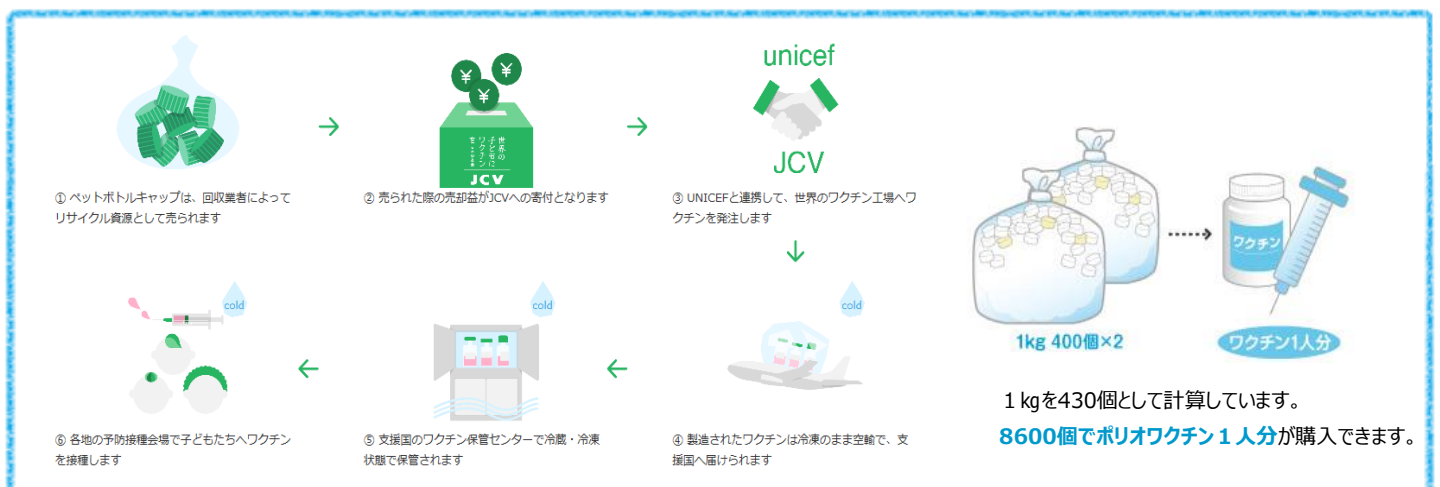 ¥
¥
¥
世界の
子どもに
ワクチン
JCV
① ペットボトルキャップは、回収業者によって
リサイクル資源として売られます
② 売られた際の売却益がJCVへの寄付となります
unicef
JCV
③ UNICEFと連携して、世界のワクチン工場へワ
クチンを発注します
cold
④ 製造されたワクチンは冷凍のまま空輸で、支
援国へ届けられます
cold
⑤ 支援国のワクチン保管センターで冷蔵・冷凍
状態で保管されます
cold
⑥ 各地の予防接種会場で子どもたちへワクチン
を接種します
ワクチン
1kg 400個×2
ワクチン1人分
１㎏を430個として計算しています。
8600個でポリオワクチン１人分が購入できます。